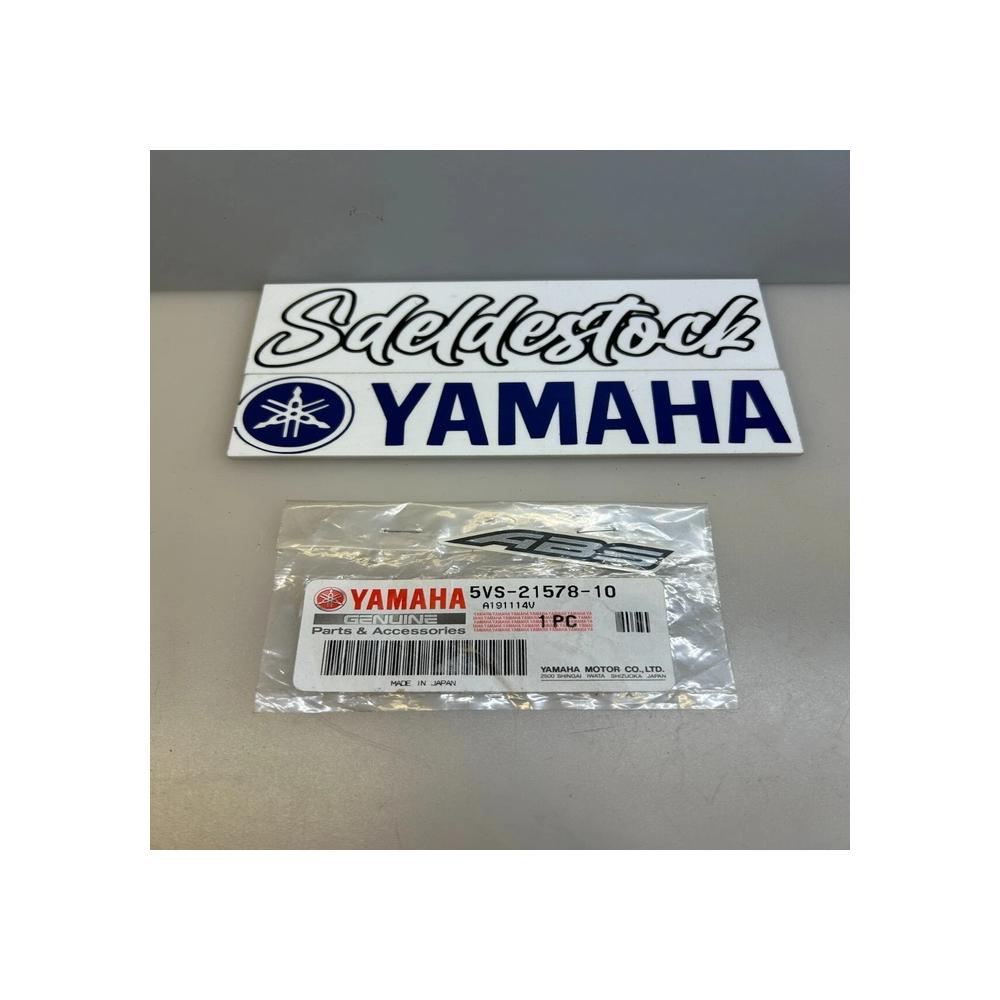 Sdeldestock
YAMAHA
ABS
YAMAHA 5VS-21578-10
A191114V
GENUINE
Parts & Accessories
1 PC
YAMAHA MOTOR CO., LTD.
2500 SHINGAI IWATA SHIZUOKA JAPAN
MADE IN JAPAN